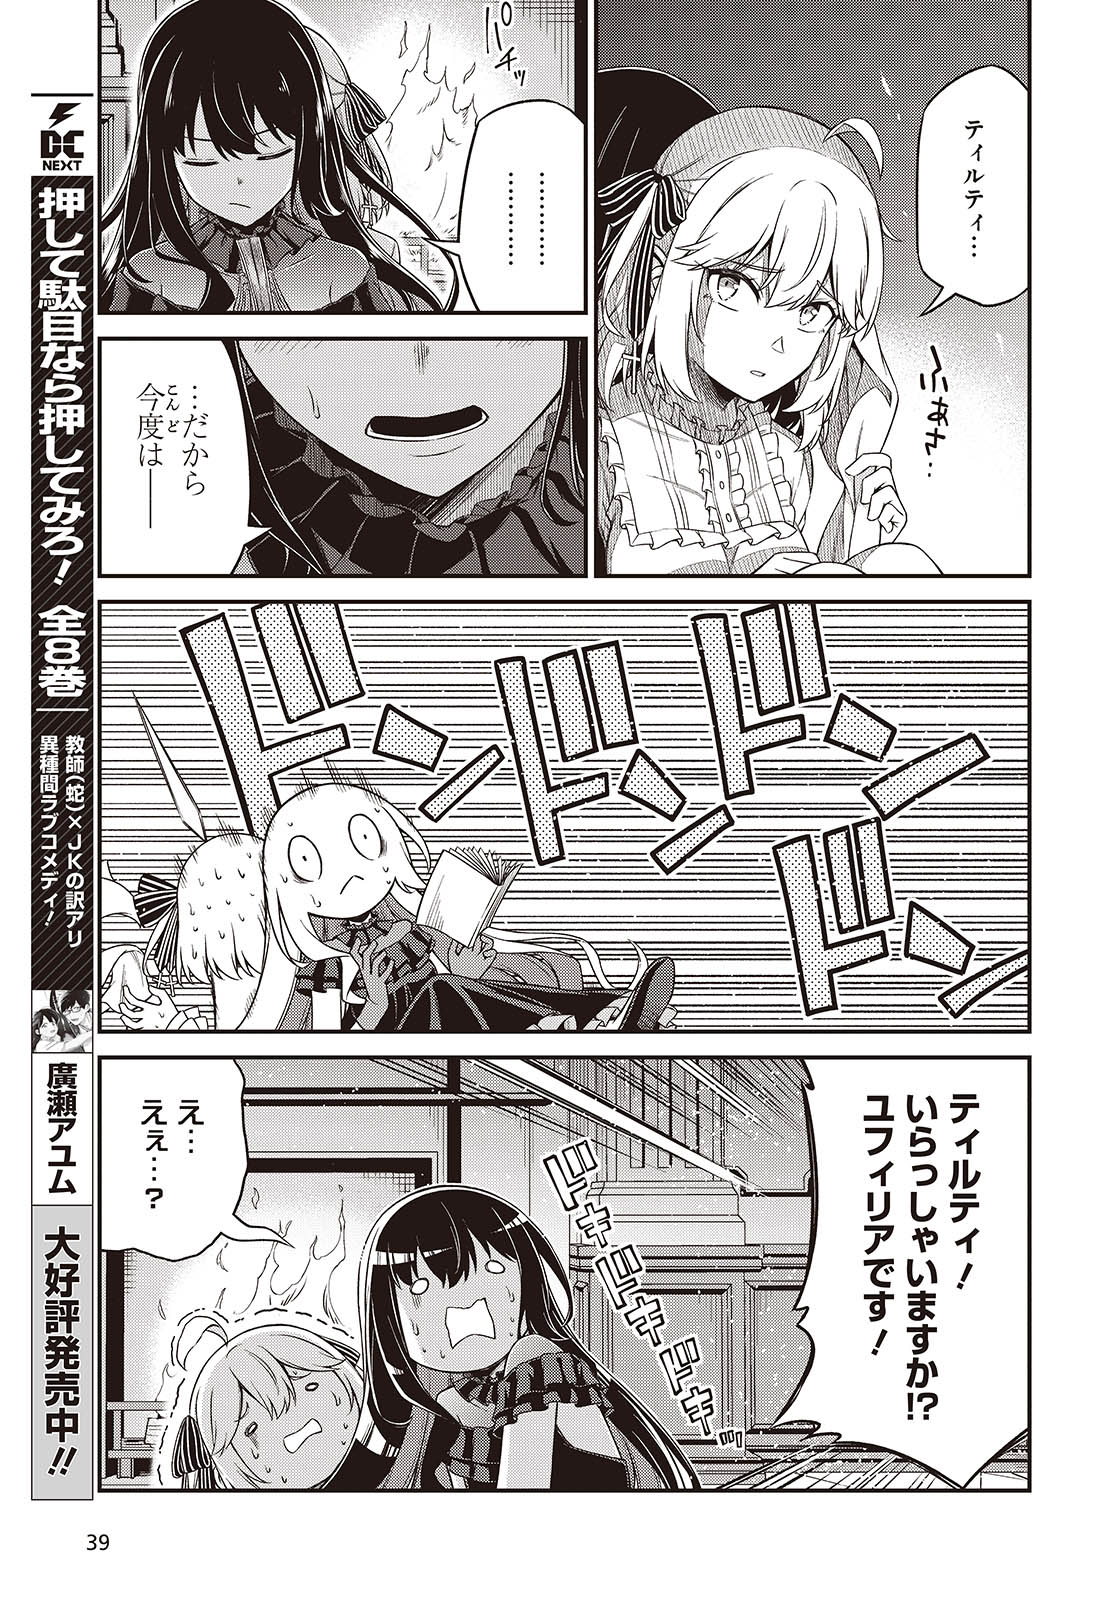 ティルティ…
ふぁさ…
パチッ
………
………
…だから
今度は──
こんど
ドンドンドンドン
ティルティ!
いらっしゃいますか!?
ユフィリアです!
ドキドキドキドキ
え…
ええ…?
DC
NEXT
押して駄目なら押してみろ! 全8巻
教師(蛇)×JKの訳アリ
異種間ラブコメディ!
廣瀬アユム
大好評発売中!!
39